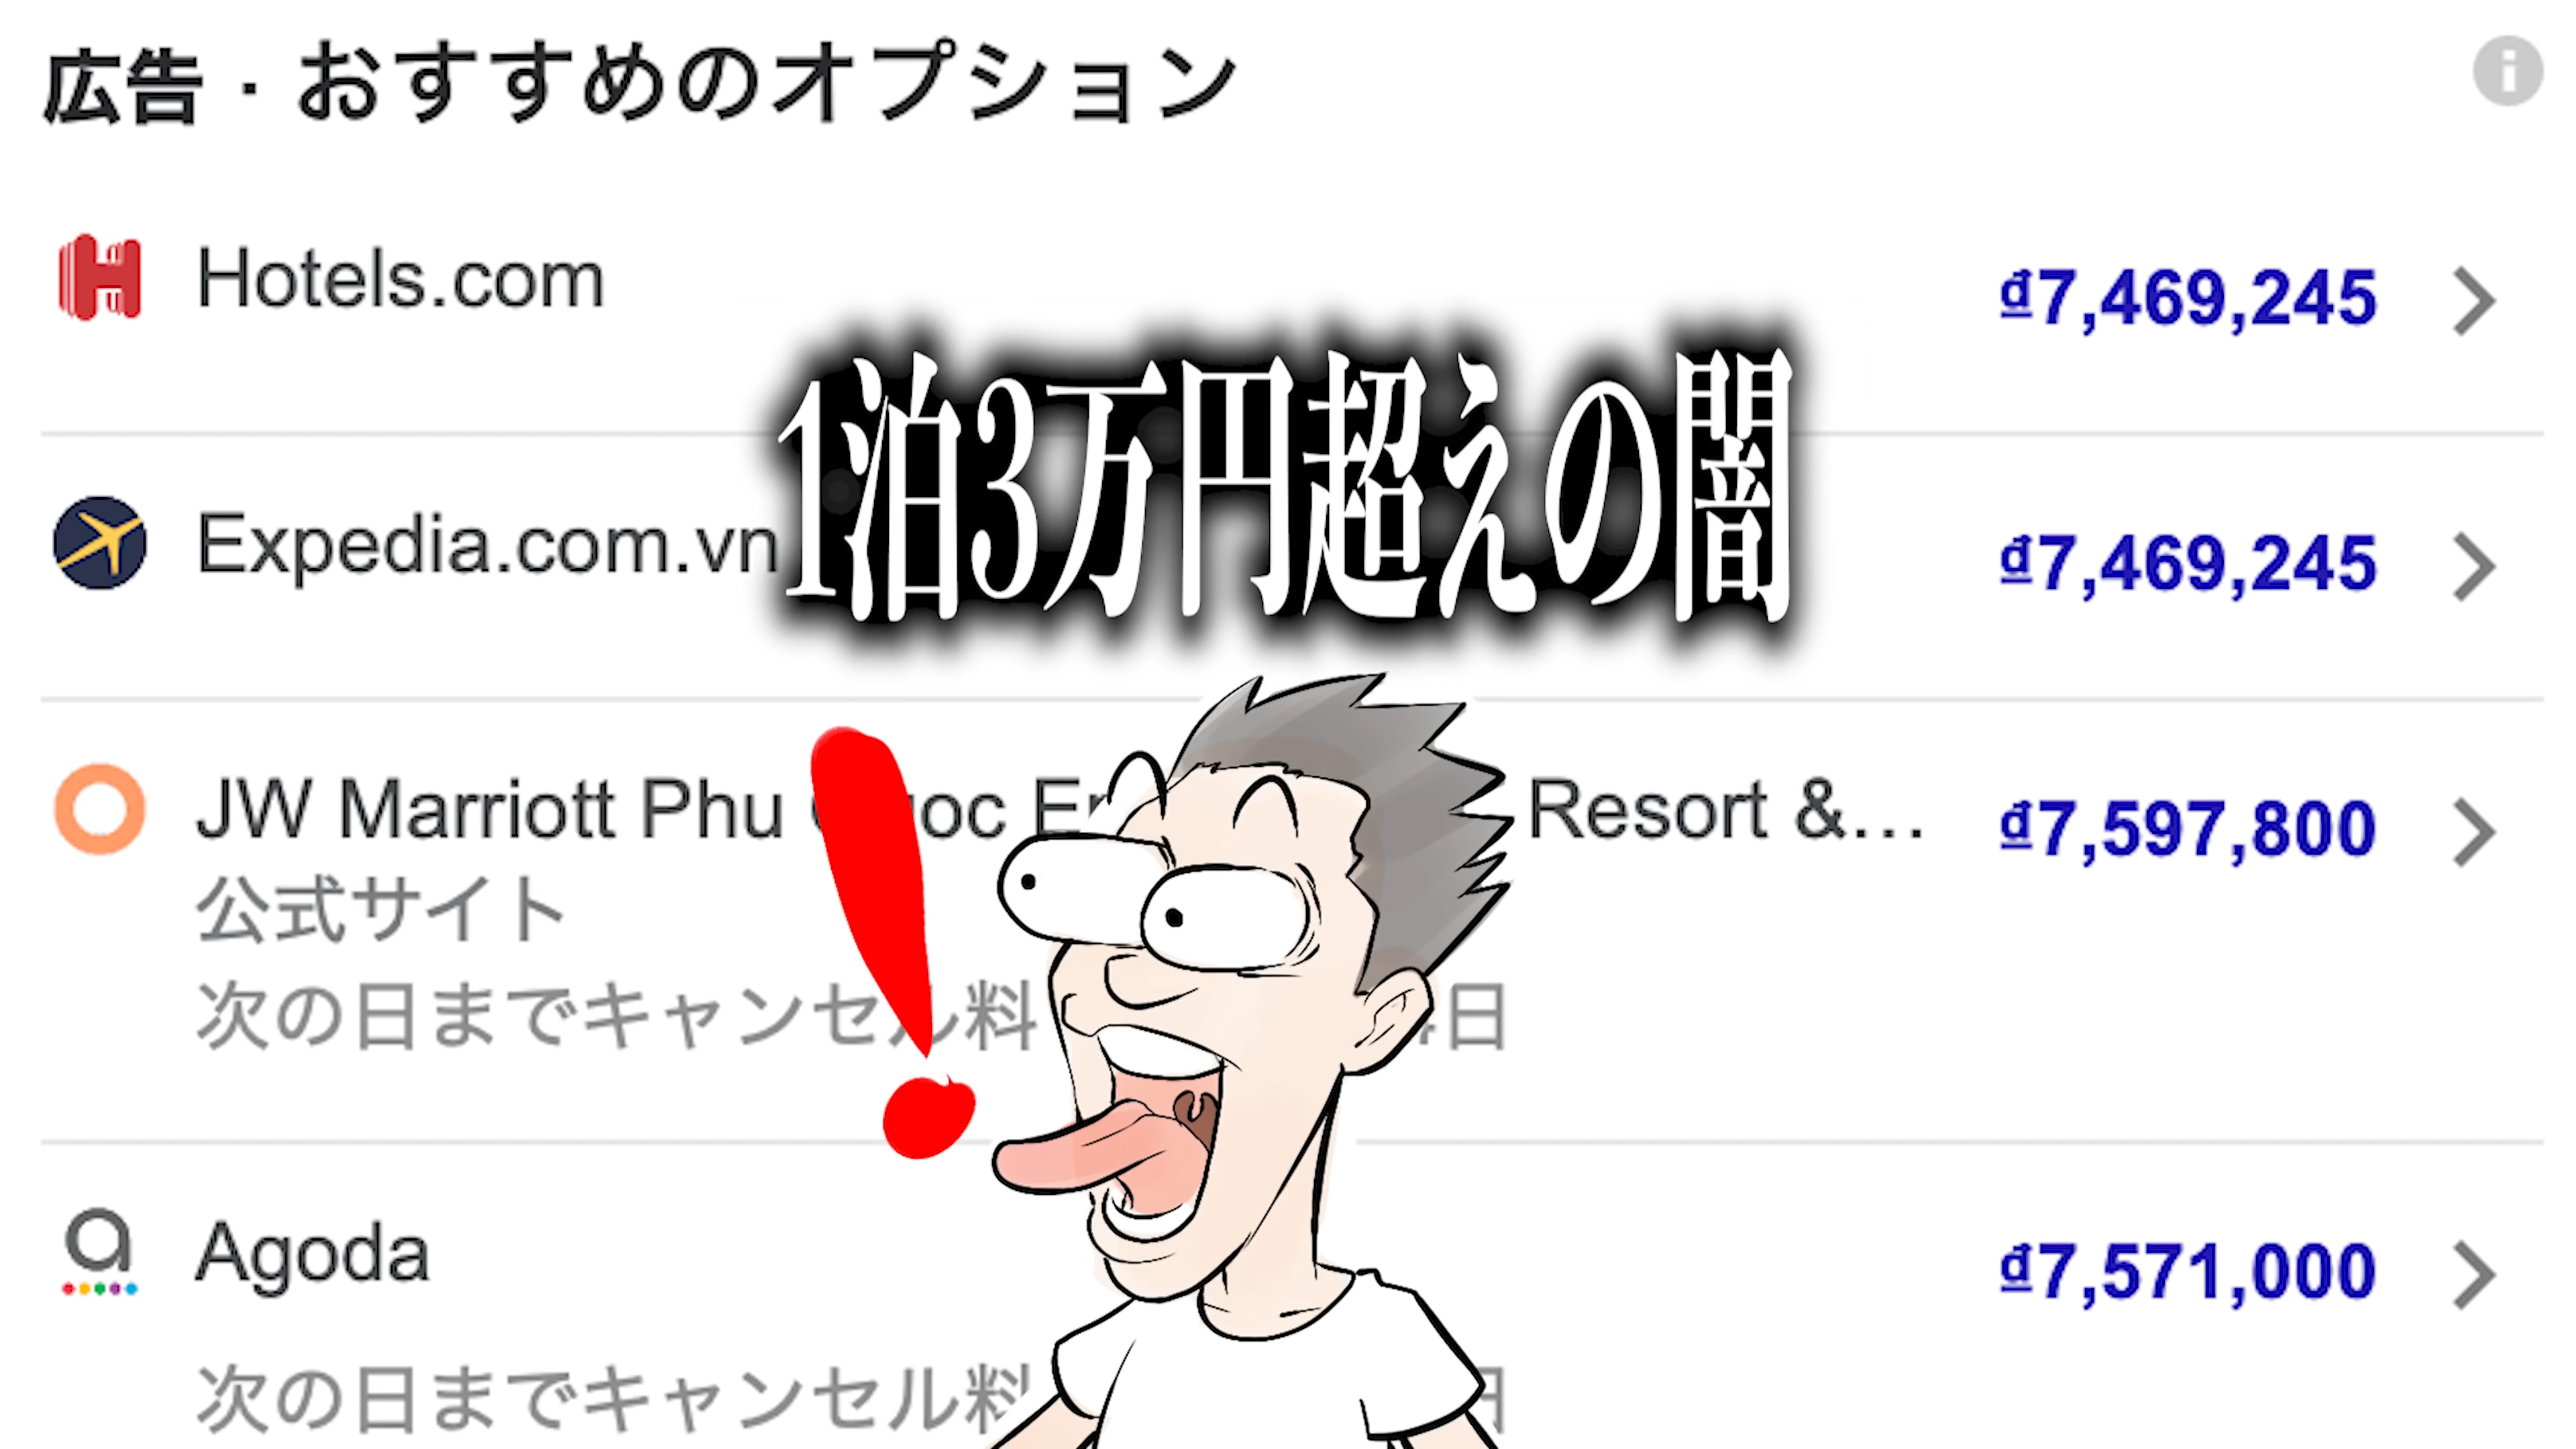 広告・おすすめのオプション
Hotels.com
₫7,469,245
1泊3万円超えの闇
Expedia.com.vn
₫7,469,245
JW Marriott Phu Resort &...
₫7,597,800
公式サイト
次の日までキャンセル料 日
Agoda
₫7,571,000
次の日までキャンセル料
!